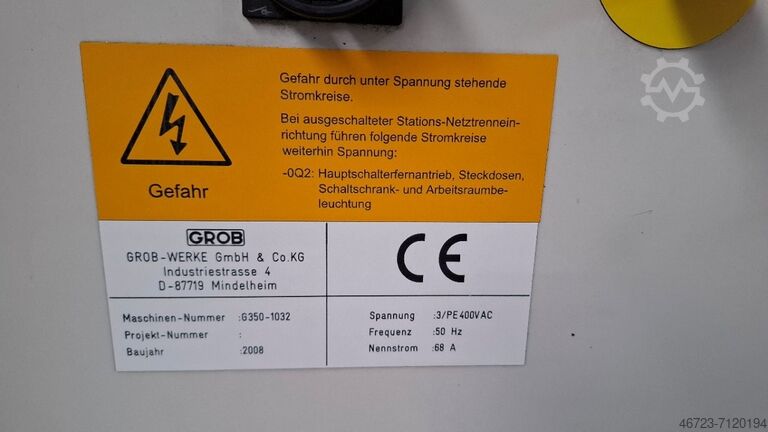 Gefahr durch unter Spannung stehende
Stromkreise.
Bei ausgeschalteter Stations-Netztrennein-
richtung führen folgende Stromkreise
weiterhin Spannung:
-0Q2: Hauptschalterfernantrieb, Steckdosen,
Schaltschrank- und Arbeitsraumbe-
leuchtung
Gefahr
GROB
GROB-WERKE GmbH & Co.KG
Industriestrasse 4
D-87719 Mindelheim
CE
Maschinen-Nummer :G350-1032
Projekt-Nummer :
Baujahr :2008
Spannung :3/PE400VAC
Frequenz :50 Hz
Nennstrom :68 A
46723-7120194